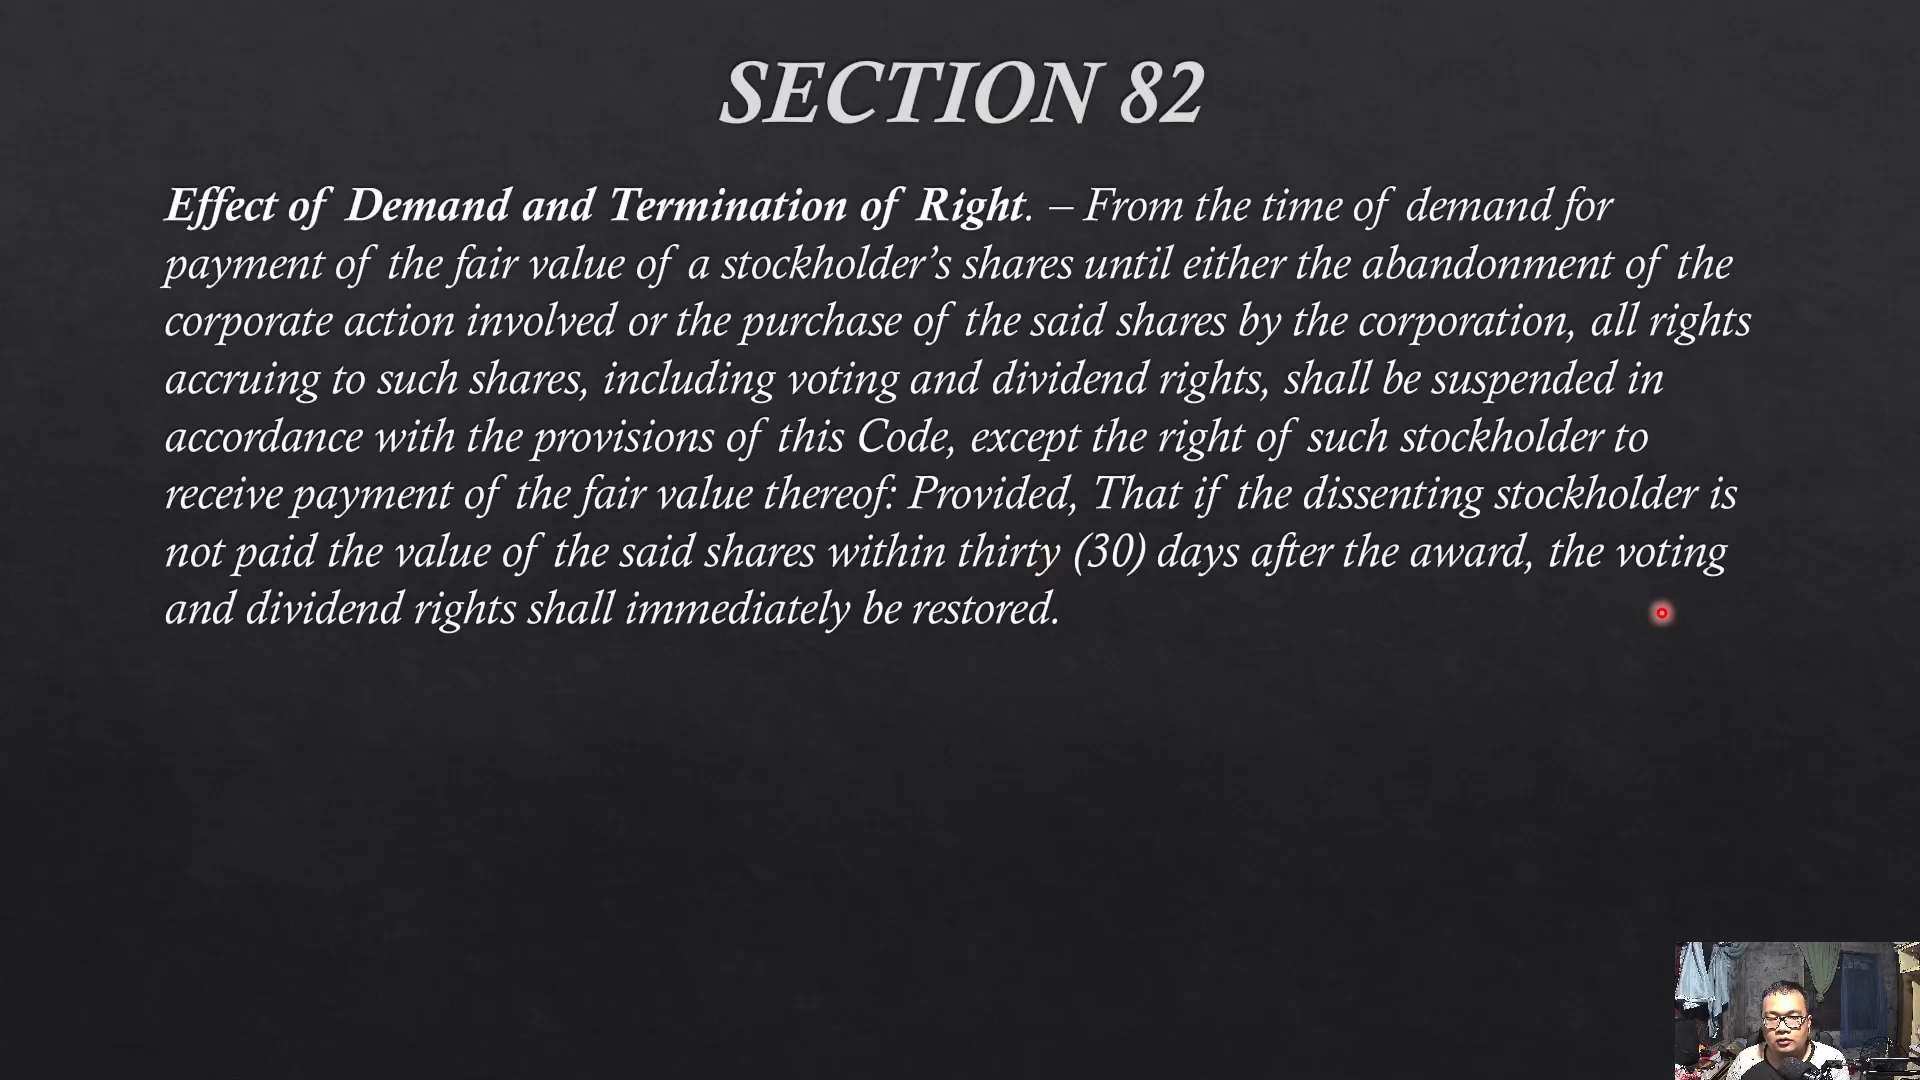 SECTION 82
Effect of Demand and Termination of Right. – From the time of demand for
payment of the fair value of a stockholder’s shares until either the abandonment of the
corporate action involved or the purchase of the said shares by the corporation, all rights
accruing to such shares, including voting and dividend rights, shall be suspended in
accordance with the provisions of this Code, except the right of such stockholder to
receive payment of the fair value thereof: Provided, That if the dissenting stockholder is
not paid the value of the said shares within thirty (30) days after the award, the voting
and dividend rights shall immediately be restored.